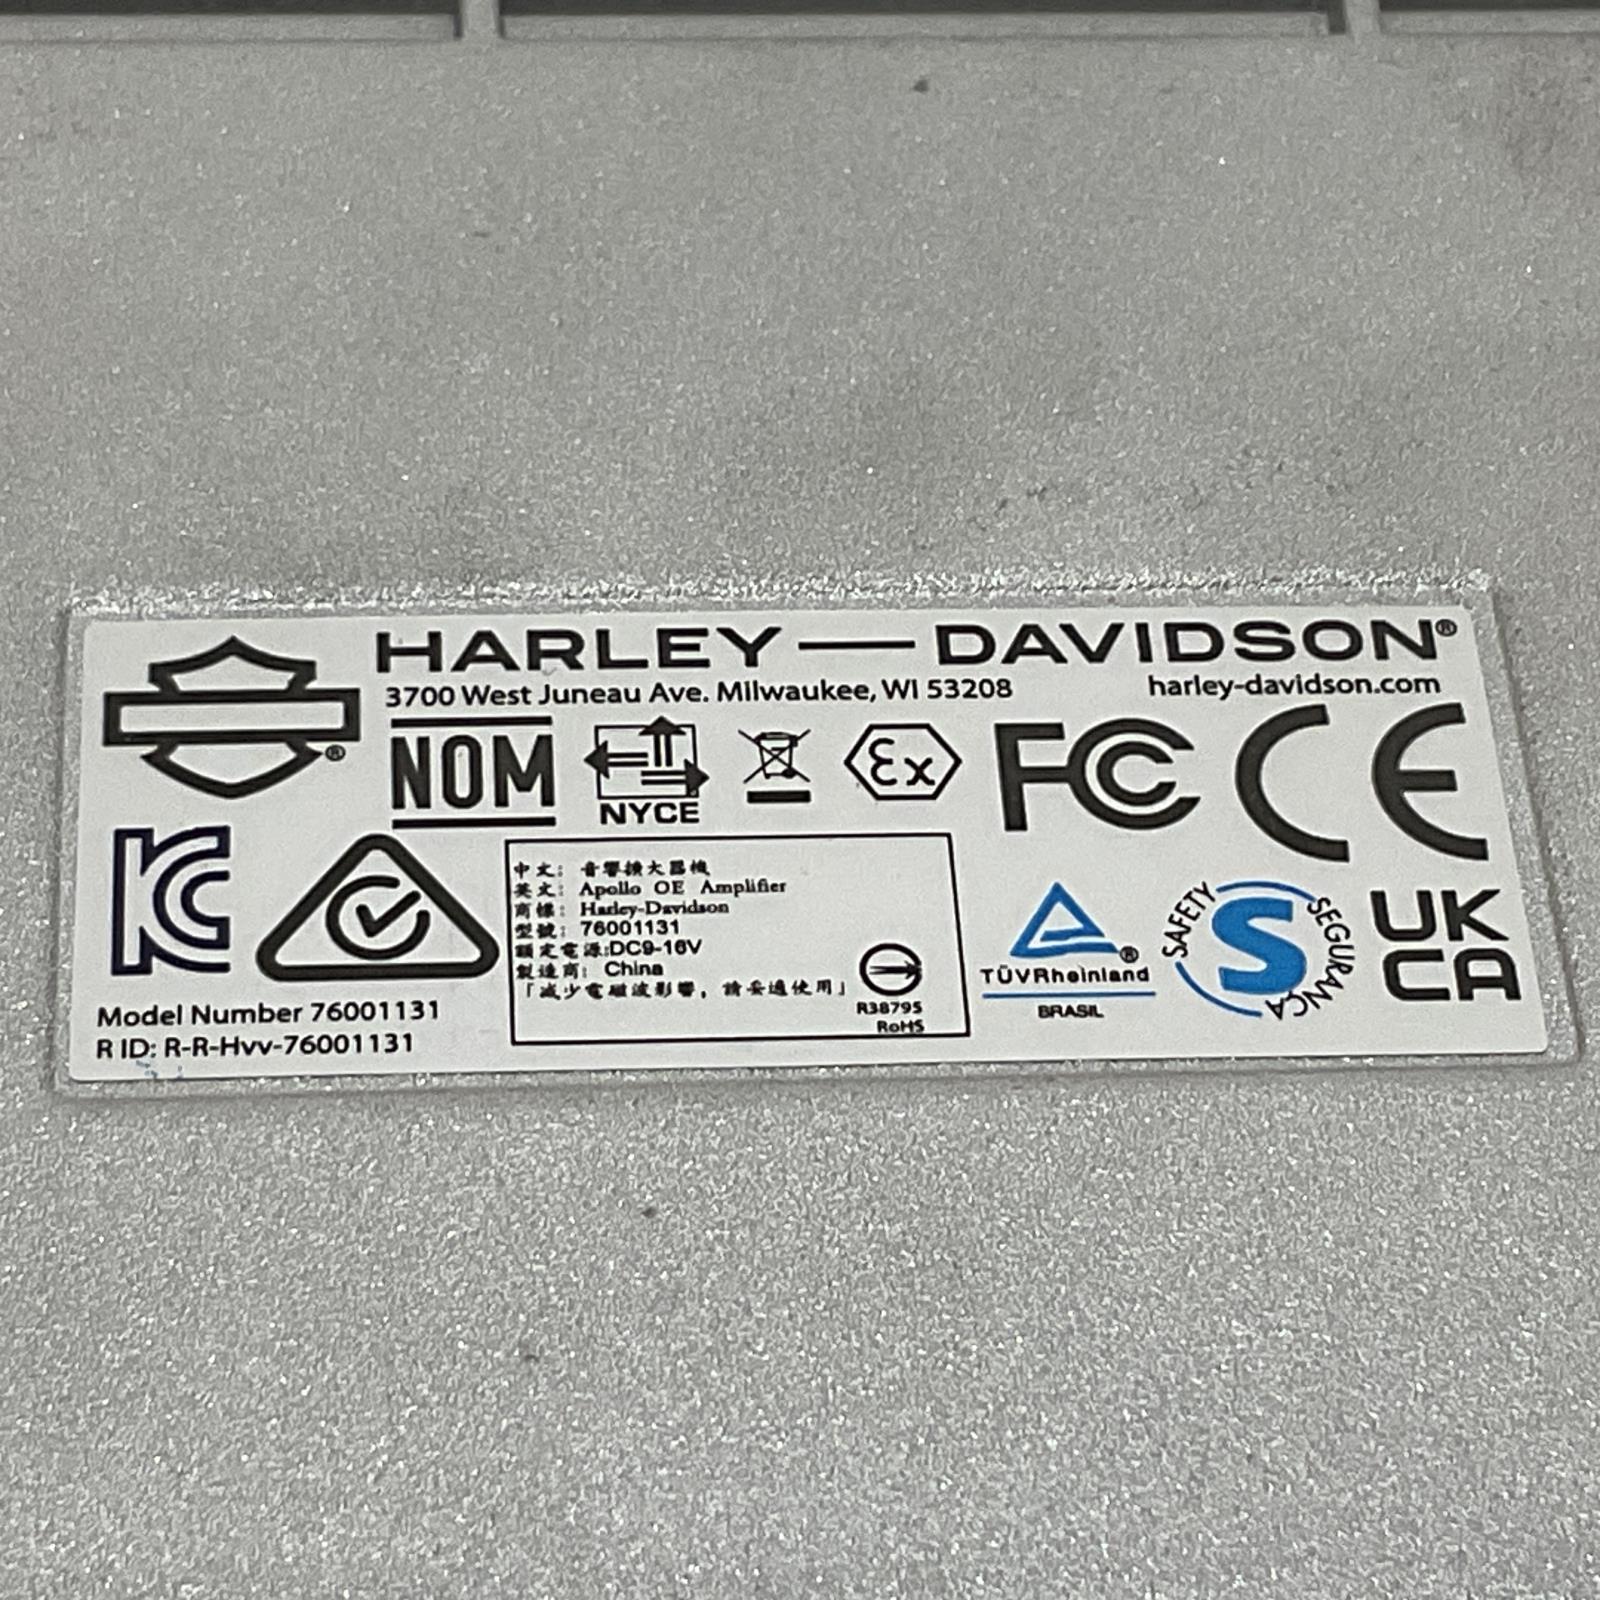 HARLEY—DAVIDSON®
3700 West Juneau Ave. Milwaukee, WI 53208
harley-davidson.com
®
NOM
NYCE
Ex
FC
CE
KC
中文: 音響擴大器機
英文: Apollo OE Amplifier
商標: Harley-Davidson
型號: 76001131
額定電源:DC9-16V
製造商: China
「減少電磁波影響，請妥適使用」
R38795
RoHS
TÜVRheinland®
BRASIL
SAFETY
S
SEGURANÇA
UK
CA
Model Number 76001131
R ID: R-R-Hvv-76001131